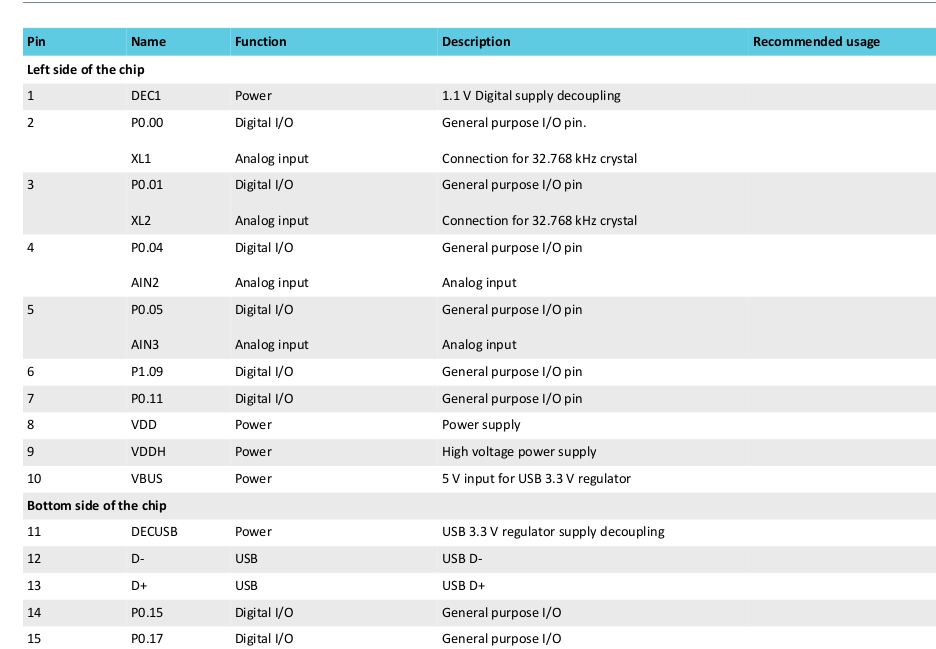 Pin Name Function Description Recommended usage
Left side of the chip
1 DEC1 Power 1.1 V Digital supply decoupling
2 P0.00 Digital I/O General purpose I/O pin.
XL1 Analog input Connection for 32.768 kHz crystal
3 P0.01 Digital I/O General purpose I/O pin
XL2 Analog input Connection for 32.768 kHz crystal
4 P0.04 Digital I/O General purpose I/O pin
AIN2 Analog input Analog input
5 P0.05 Digital I/O General purpose I/O pin
AIN3 Analog input Analog input
6 P1.09 Digital I/O General purpose I/O pin
7 P0.11 Digital I/O General purpose I/O pin
8 VDD Power Power supply
9 VDDH Power High voltage power supply
10 VBUS Power 5 V input for USB 3.3 V regulator
Bottom side of the chip
11 DECUSB Power USB 3.3 V regulator supply decoupling
12 D- USB USB D-
13 D+ USB USB D+
14 P0.15 Digital I/O General purpose I/O
15 P0.17 Digital I/O General purpose I/O